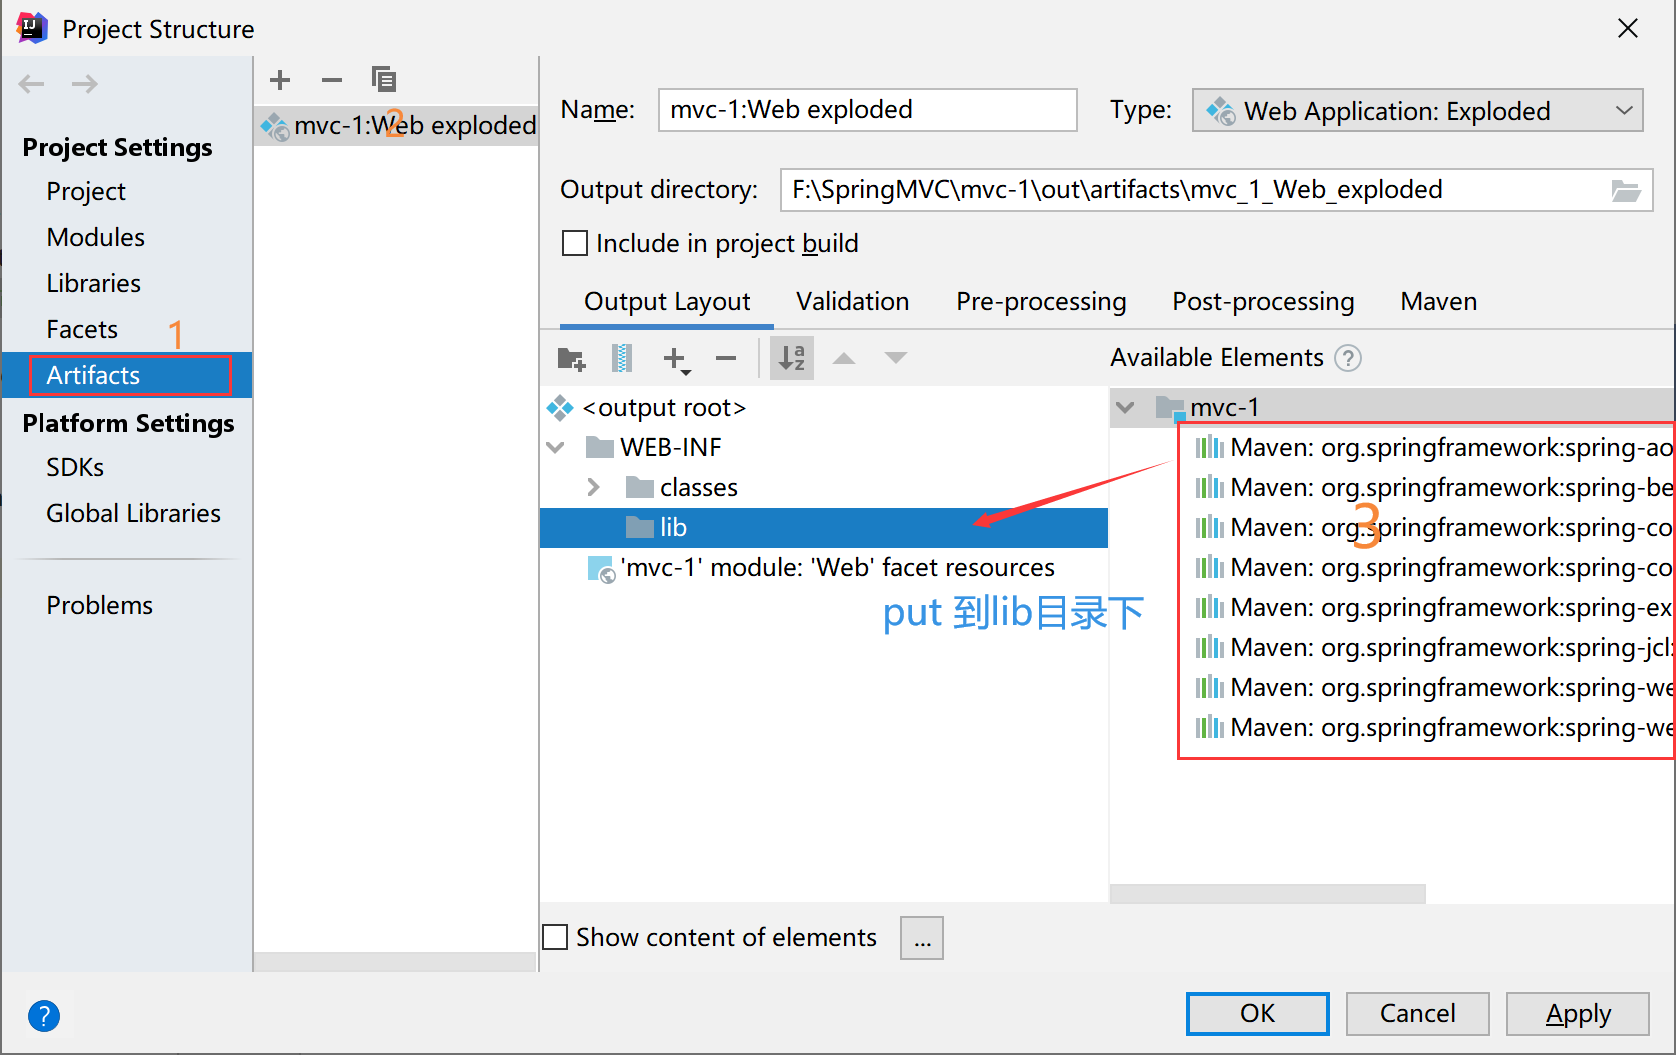 Project Structure
Project Settings
Project
Modules
Libraries
Facets
1
Artifacts
Platform Settings
SDKs
Global Libraries
Problems
mvc-1:Web exploded
2
Name: mvc-1:Web exploded Type: Web Application: Exploded
Output directory: F:\SpringMVC\mvc-1\out\artifacts\mvc_1_Web_exploded
Include in project build
Output Layout Validation Pre-processing Post-processing Maven
Available Elements ?
<output root>
WEB-INF
classes
lib
'mvc-1' module: 'Web' facet resources
put 到lib目录下
mvc-1
Maven: org.springframework:spring-ao
Maven: org.springframework:spring-be
Maven: org.springframework:spring-co
3
Maven: org.springframework:spring-co
Maven: org.springframework:spring-ex
Maven: org.springframework:spring-jcl:
Maven: org.springframework:spring-we
Maven: org.springframework:spring-we
Show content of elements ...
? OK Cancel Apply